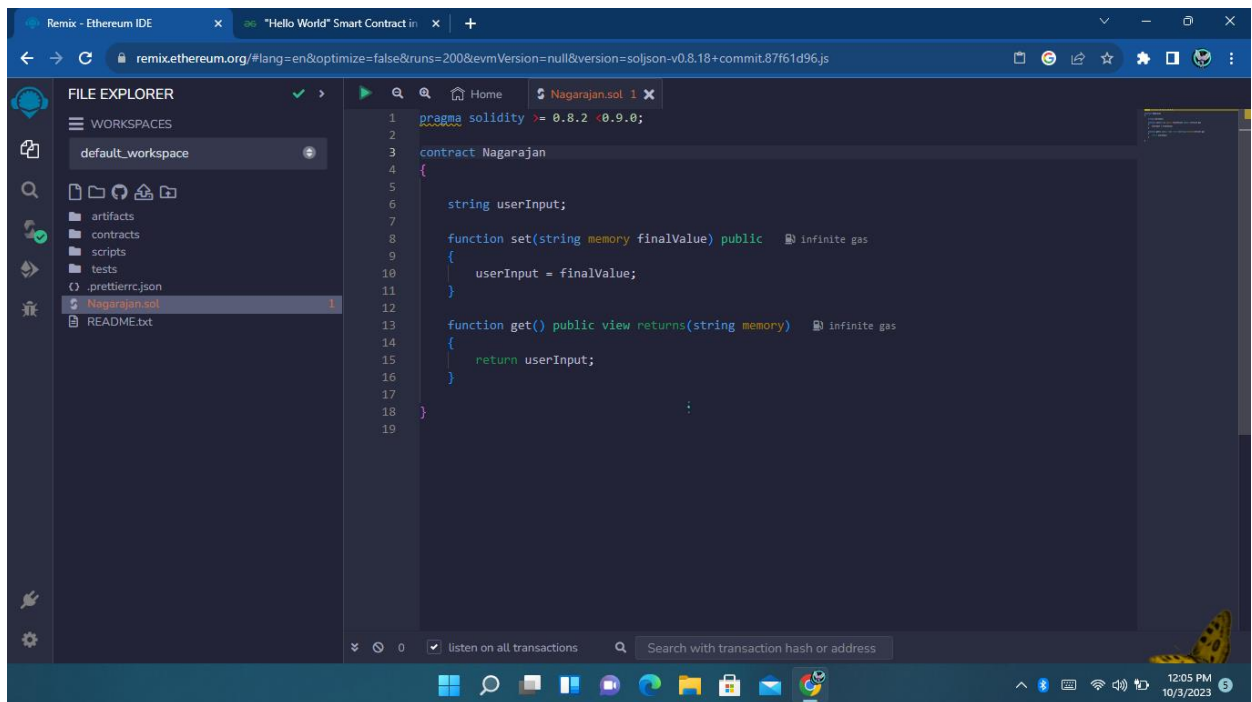 Remix - Ethereum IDE
"Hello World" Smart Contract in
remix.ethereum.org/#lang=en&optimize=false&runs=200&evmVersion=null&version=soljson-v0.8.18+commit.87f61d96.js
FILE EXPLORER
WORKSPACES
default_workspace
artifacts
contracts
scripts
tests
.prettierrc.json
Nagarajan.sol 1
README.txt
Home
Nagarajan.sol 1
1 pragma solidity >= 0.8.2 <0.9.0;
2
3 contract Nagarajan
4 {
5
6 string userInput;
7
8 function set(string memory finalValue) public infinite gas
9 {
10 userInput = finalValue;
11 }
12
13 function get() public view returns(string memory) infinite gas
14 {
15 return userInput;
16 }
17
18 }
19
0 listen on all transactions Search with transaction hash or address
12:05 PM
10/3/2023
5